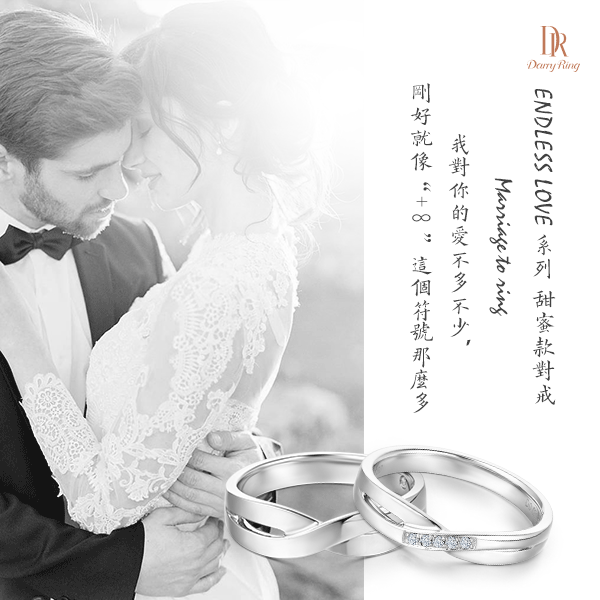 DR
Darry Ring
ENDLESS LOVE 系列 甜蜜款對戒
Marriage to ring
我對你的愛不多不少，
剛好就像“+∞”這個符號那麼多